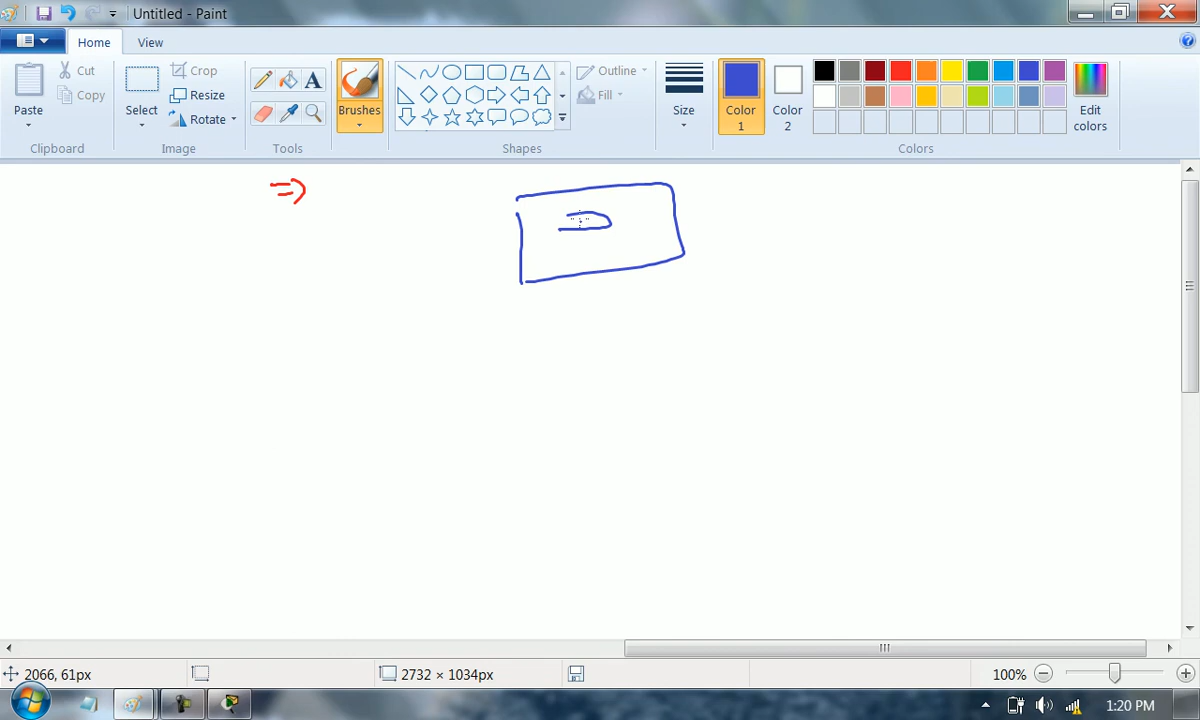 Untitled - Paint
Home View
Paste
Cut
Copy
Clipboard
Select
Crop
Resize
Rotate
Image
A
Tools
Brushes
Shapes
Outline
Fill
Size
Color 1
Color 2
Edit colors
Colors
=>
2066, 61px
2732 × 1034px
100%
1:20 PM